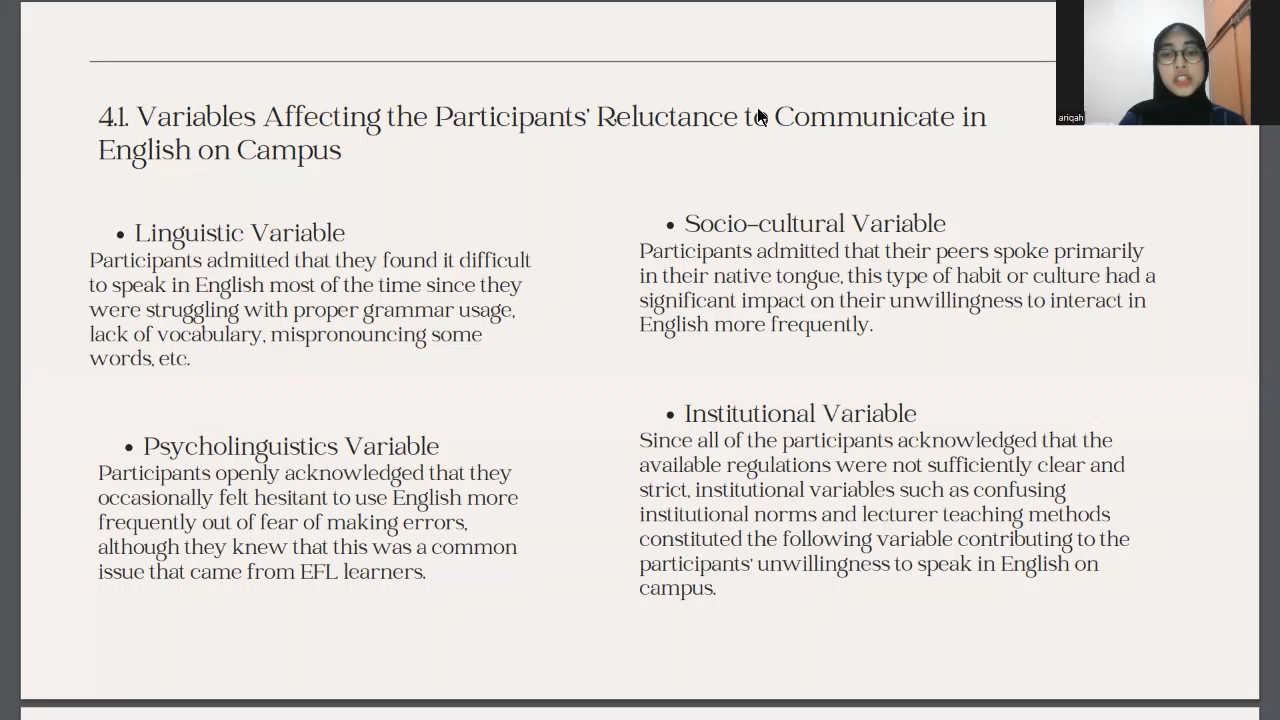 4.1. Variables Affecting the Participants' Reluctance to Communicate in
English on Campus
• Linguistic Variable
Participants admitted that they found it difficult
to speak in English most of the time since they
were struggling with proper grammar usage,
lack of vocabulary, mispronouncing some
words, etc.
• Psycholinguistics Variable
Participants openly acknowledged that they
occasionally felt hesitant to use English more
frequently out of fear of making errors,
although they knew that this was a common
issue that came from EFL learners.
• Socio-cultural Variable
Participants admitted that their peers spoke primarily
in their native tongue, this type of habit or culture had a
significant impact on their unwillingness to interact in
English more frequently.
• Institutional Variable
Since all of the participants acknowledged that the
available regulations were not sufficiently clear and
strict, institutional variables such as confusing
institutional norms and lecturer teaching methods
constituted the following variable contributing to the
participants' unwillingness to speak in English on
campus.
ariqah